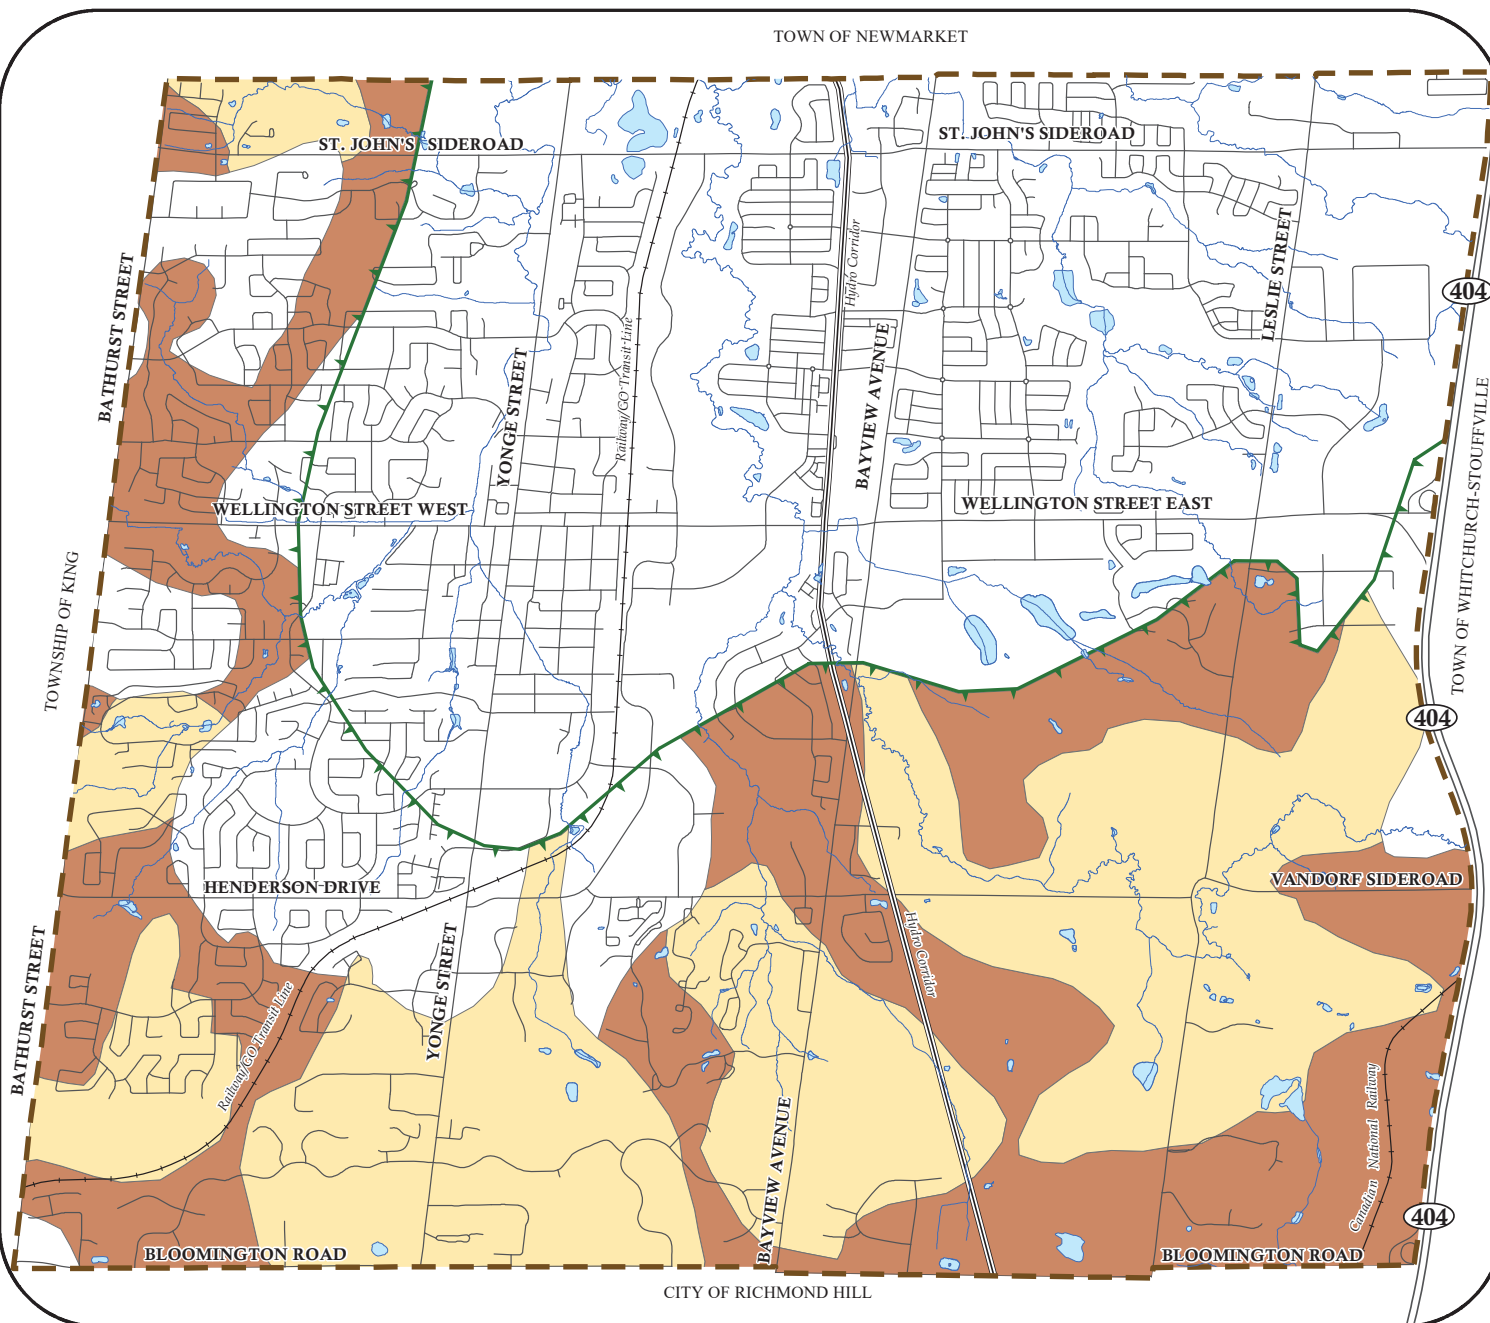 TOWN OF NEWMARKET
ST. JOHN'S SIDEROAD
ST. JOHN'S SIDEROAD
BATHURST STREET
Hydro Corridor
LESLIE STREET
404
YONGE STREET
Railway/GO Transit Line
BAYVIEW AVENUE
TOWN OF WHITCHURCH-STOUFFVILLE
WELLINGTON STREET WEST
WELLINGTON STREET EAST
TOWNSHIP OF KING
404
HENDERSON DRIVE
VANDORF SIDEROAD
BATHURST STREET
Railway/GO Transit Line
YONGE STREET
Hydro Corridor
BAYVIEW AVENUE
Canadian National Railway
404
BLOOMINGTON ROAD
BLOOMINGTON ROAD
CITY OF RICHMOND HILL